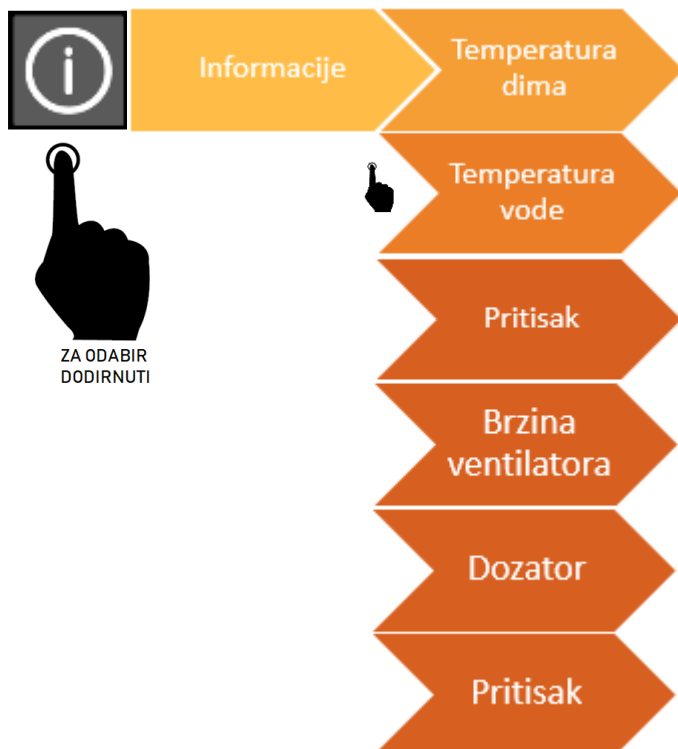 Informacije
Temperatura
dima
Temperatura
vode
Pritisak
ZA ODABIR
DODIRNUTI
Brzina
ventilatora
Dozator
Pritisak